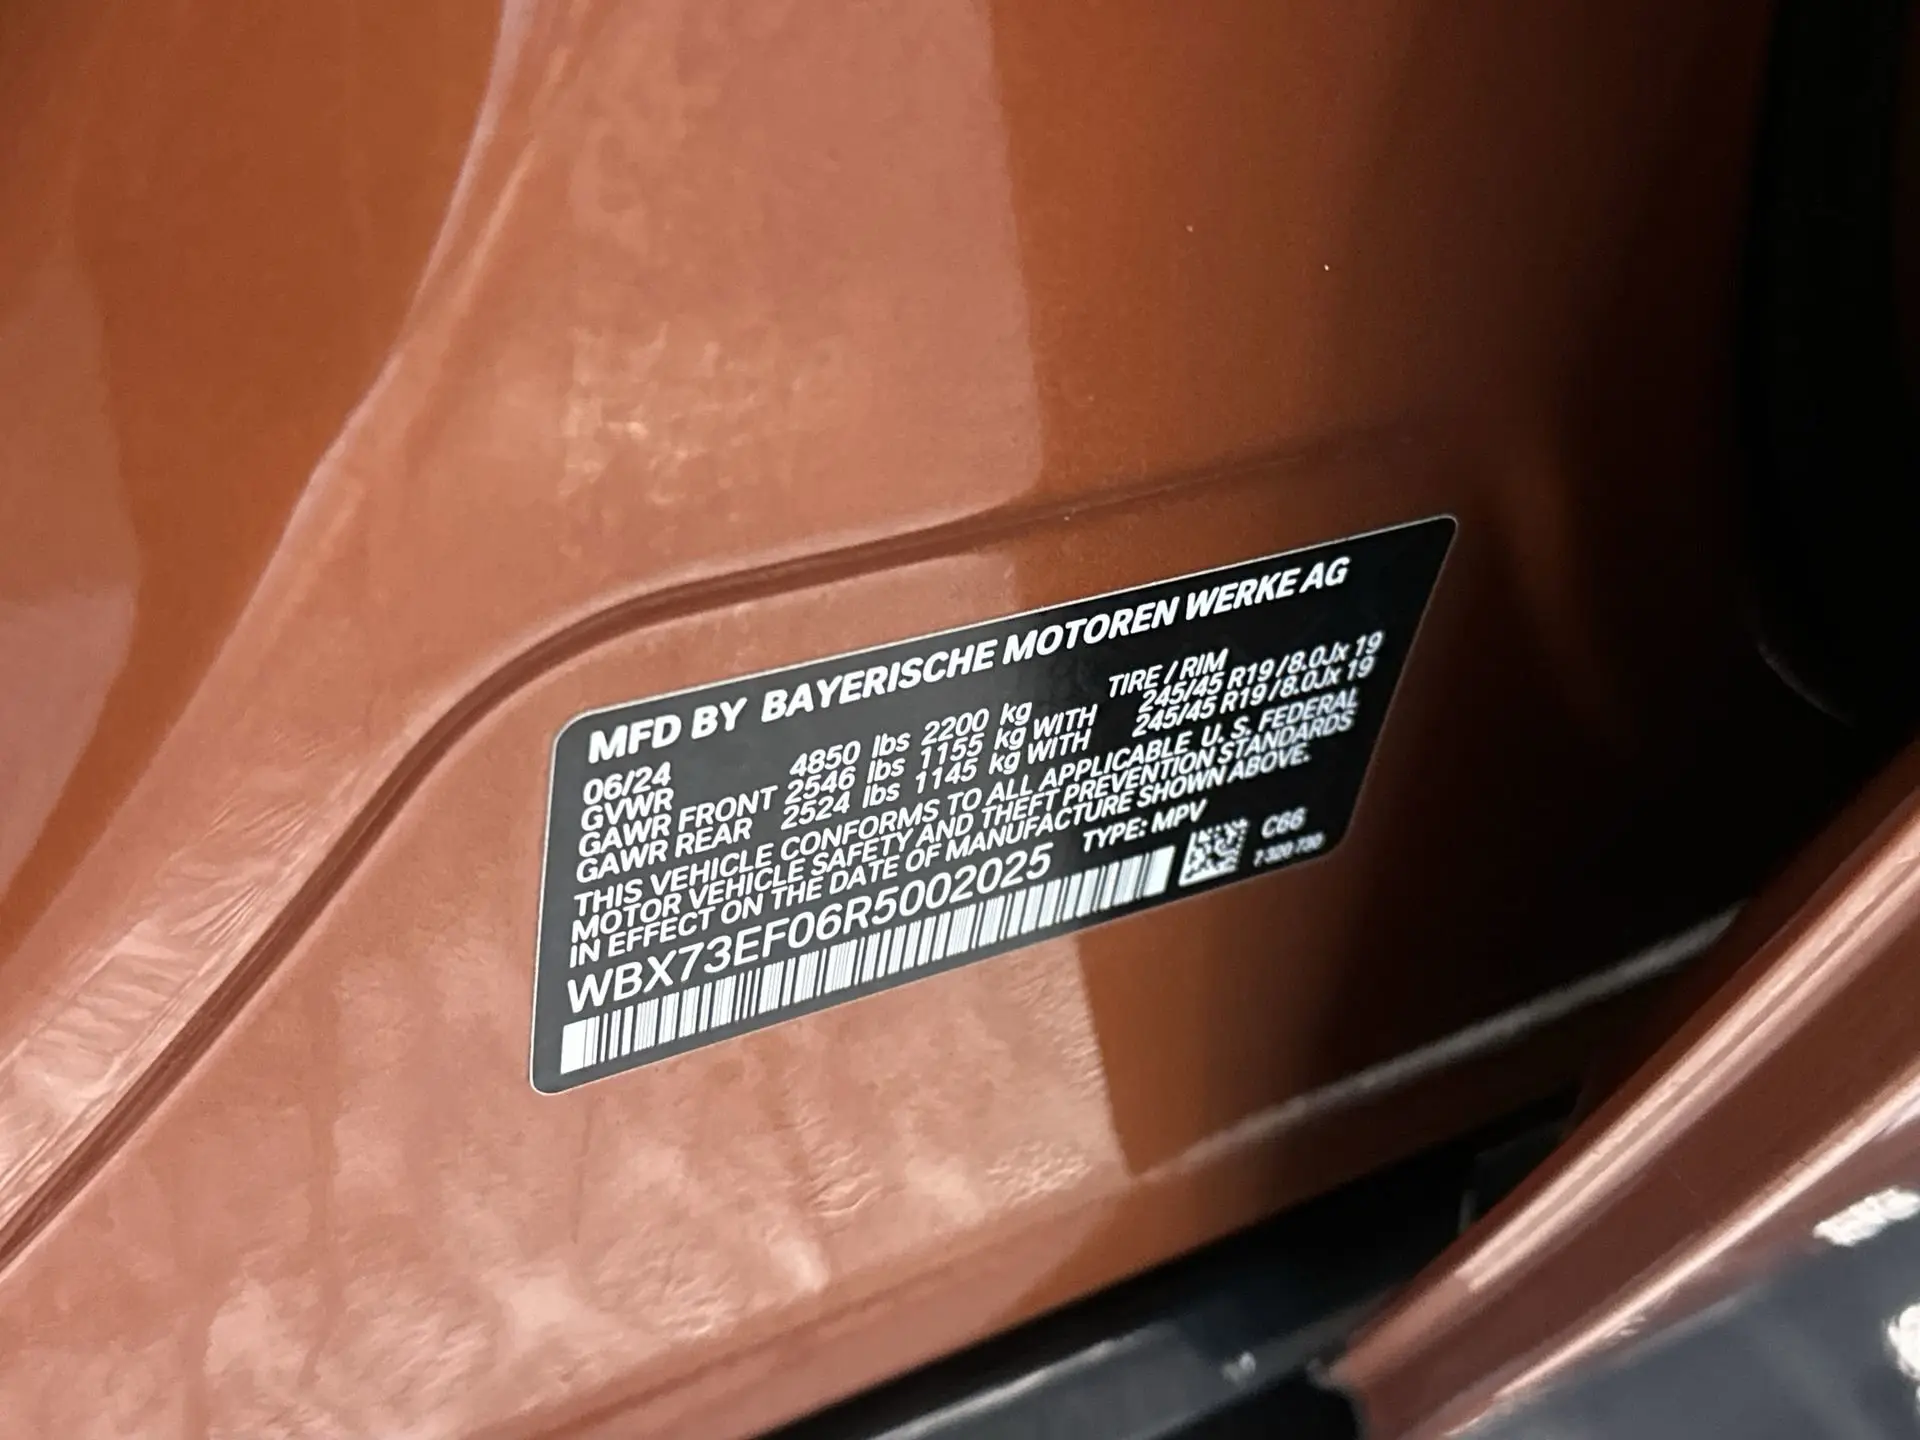 MFD BY BAYERISCHE MOTOREN WERKE AG
06/24 TIRE / RIM
GVWR 4850 lbs 2200 kg
GAWR FRONT 2546 lbs 1155 kg WITH 245/45 R19 / 8.0Jx 19
GAWR REAR 2524 lbs 1145 kg WITH 245/45 R19 / 8.0Jx 19
THIS VEHICLE CONFORMS TO ALL APPLICABLE U. S. FEDERAL
MOTOR VEHICLE SAFETY AND THEFT PREVENTION STANDARDS
IN EFFECT ON THE DATE OF MANUFACTURE SHOWN ABOVE.
WBX73EF06R5002025 TYPE: MPV
C66
7 320 730